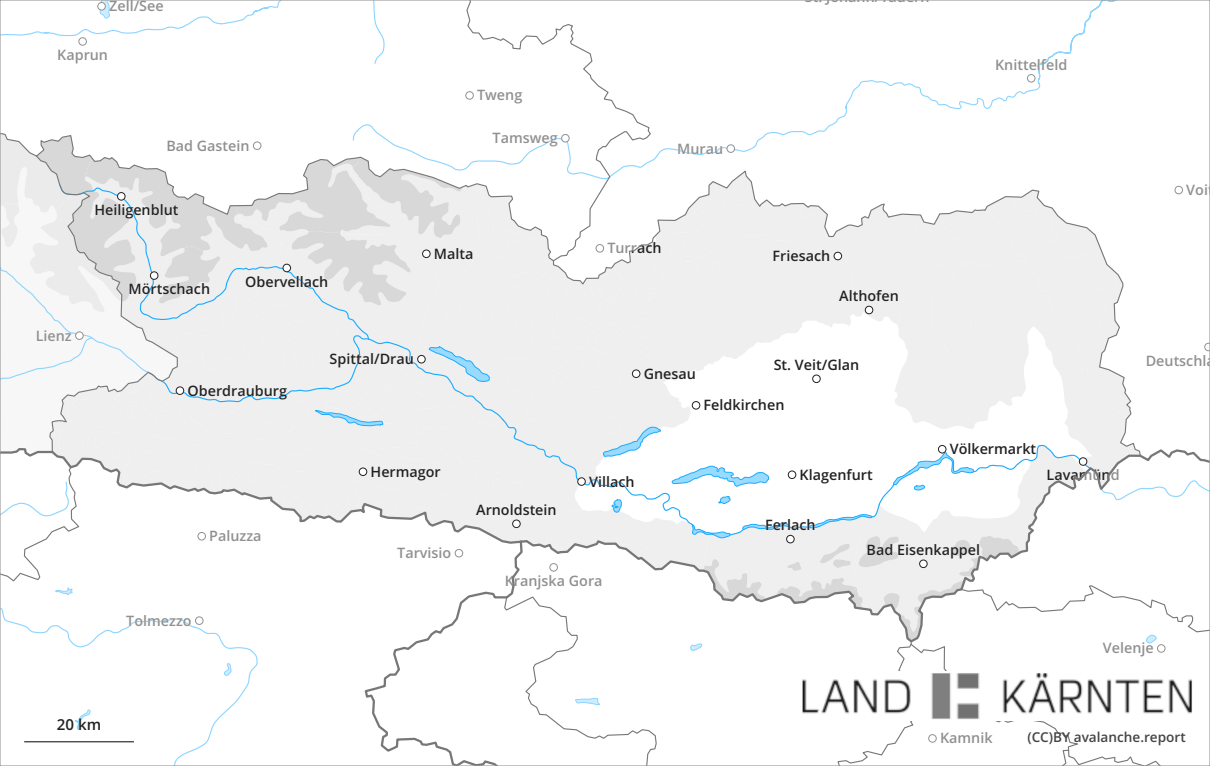 Zell/See
Kaprun
Knittelfeld
Tweng
Tamsweg
Bad Gastein
Murau
Heiligenblut
Turrach
Malta
Friesach
Mörtschach
Obervellach
Althofen
Lienz
Spittal/Drau
St. Veit/Glan
Gnesau
Oberdrauburg
Feldkirchen
Völkermarkt
Hermagor
Klagenfurt
Lavamünd
Villach
Arnoldstein
Ferlach
Paluzza
Tarvisio
Bad Eisenkappel
Kranjska Gora
Tolmezzo
Velenje
LAND KÄRNTEN
20 km
Kamnik
(CC)BY avalanche.report